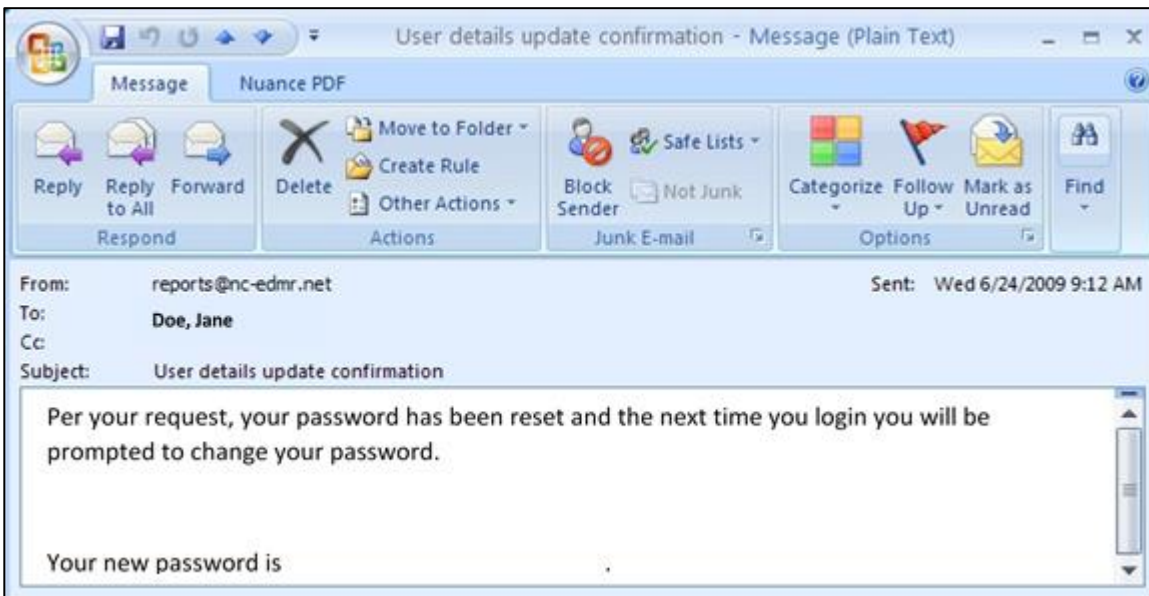 User details update confirmation - Message (Plain Text)
Message Nuance PDF
Reply
Reply to All
Forward
Delete
Move to Folder
Create Rule
Other Actions
Block Sender
Safe Lists
Not Junk
Categorize
Follow Up
Mark as Unread
Find
Respond
Actions
Junk E-mail
Options
From: reports@nc-edmr.net Sent: Wed 6/24/2009 9:12 AM
To: Doe, Jane
Cc:
Subject: User details update confirmation
Per your request, your password has been reset and the next time you login you will be
prompted to change your password.
Your new password is .